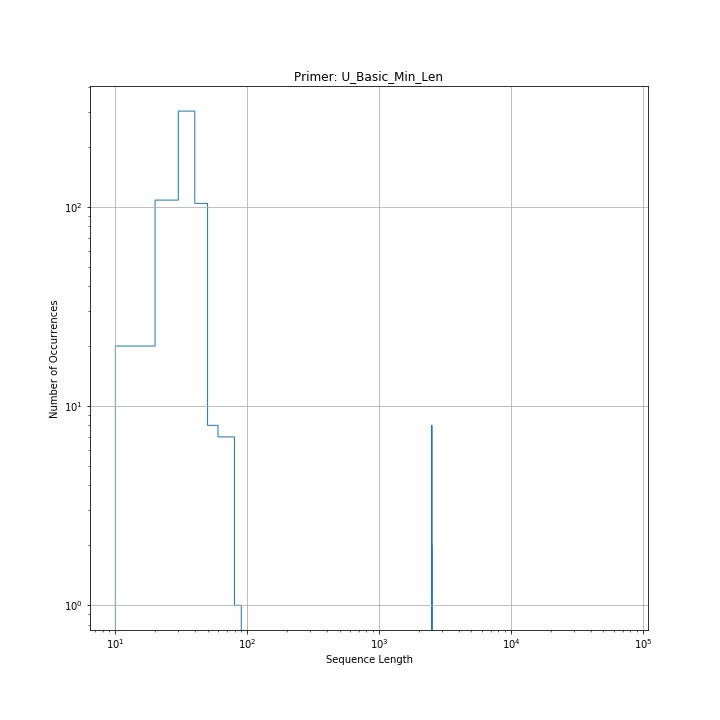 Primer: U_Basic_Min_Len
Number of Occurrences
10²
10¹
10⁰
10¹ 10² 10³ 10⁴ 10⁵
Sequence Length